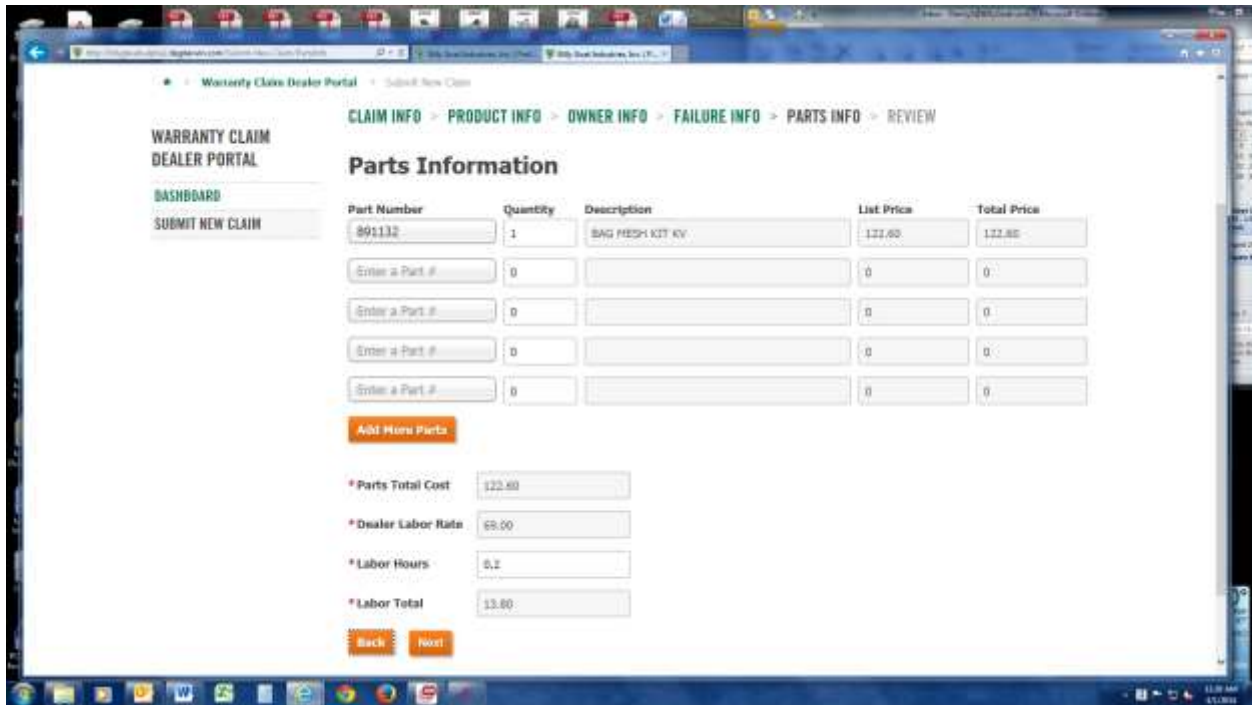 Warranty Claim Dealer Portal Submit New Claim
CLAIM INFO > PRODUCT INFO > OWNER INFO > FAILURE INFO > PARTS INFO > REVIEW
WARRANTY CLAIM
DEALER PORTAL
DASHBOARD
SUBMIT NEW CLAIM
Parts Information
Part Number Quantity Description List Price Total Price
891132 1 BAG MESH KIT KV 122.60 122.60
Enter a Part # 0 0 0
Enter a Part # 0 0 0
Enter a Part # 0 0 0
Enter a Part # 0 0 0
Add More Parts
*Parts Total Cost 122.60
*Dealer Labor Rate 69.00
*Labor Hours 0.2
*Labor Total 13.80
Back Next